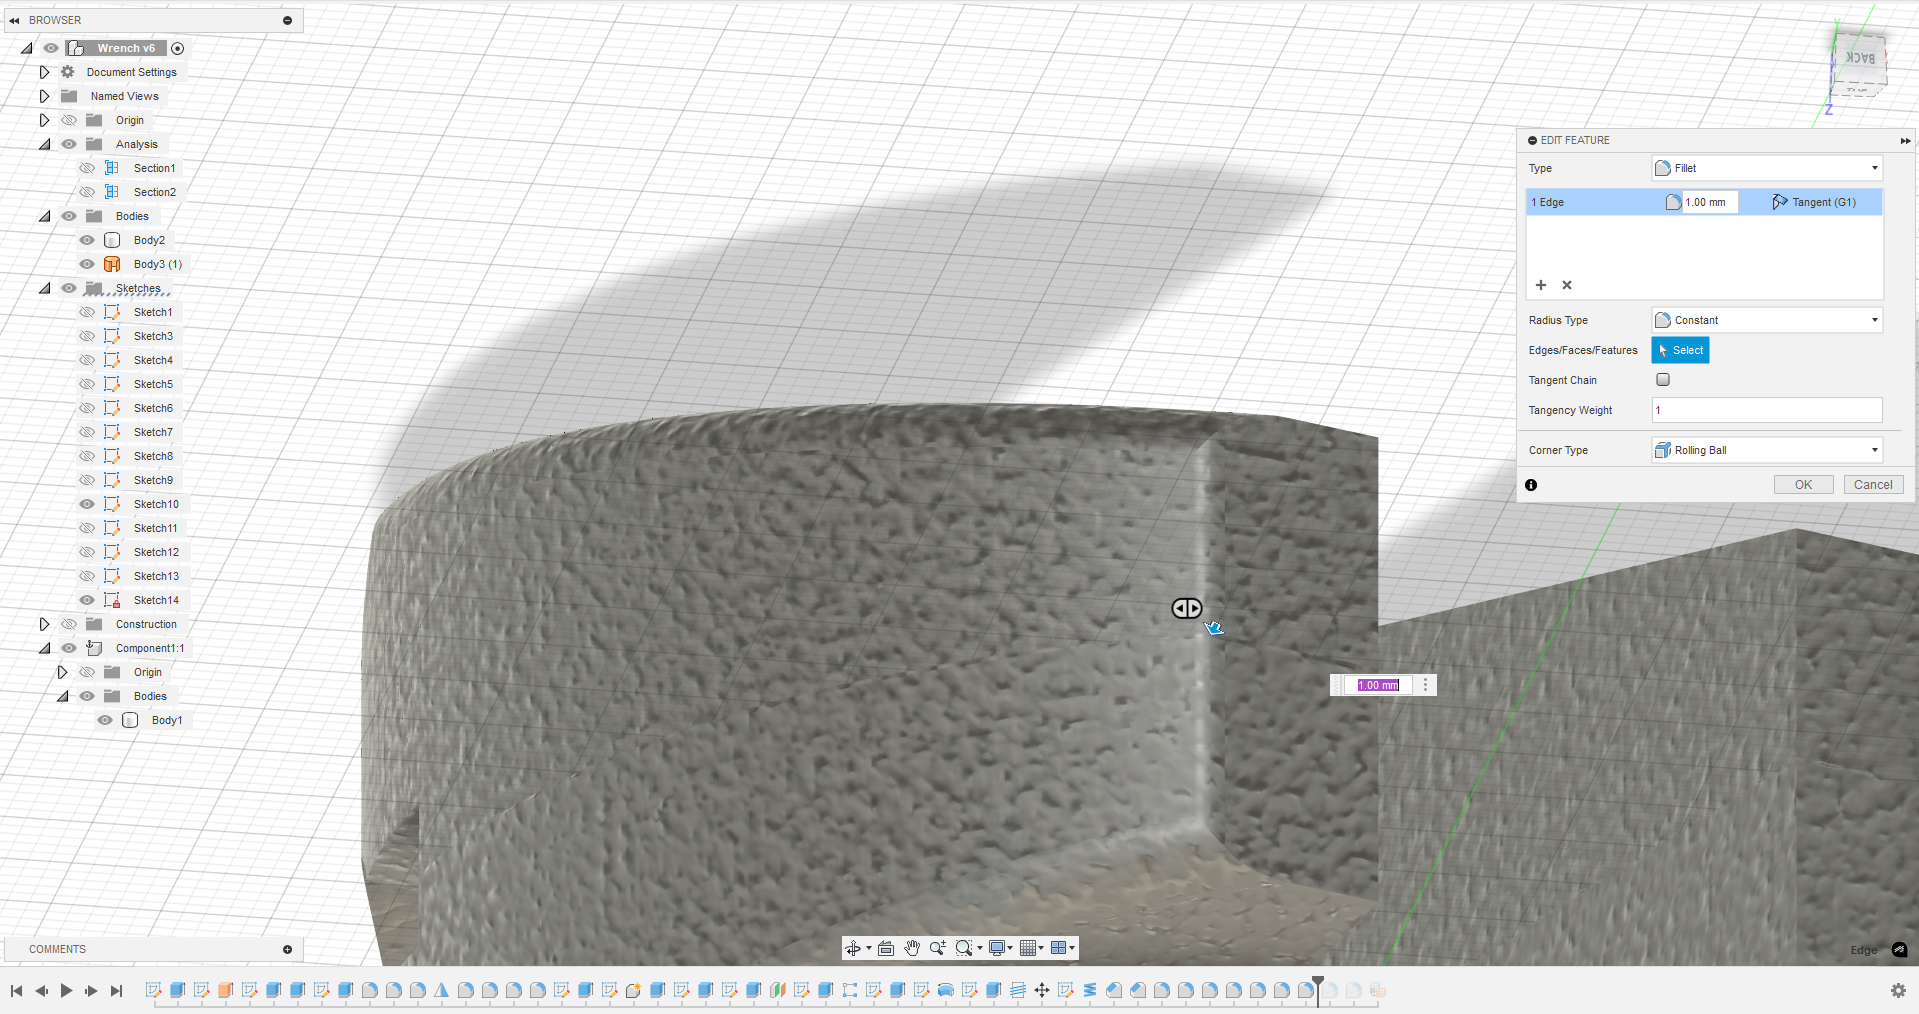 BROWSER
Wrench v6
Document Settings
Named Views
Origin
Analysis
Section1
Section2
Bodies
Body2
Body3 (1)
Sketches
Sketch1
Sketch3
Sketch4
Sketch5
Sketch6
Sketch7
Sketch8
Sketch9
Sketch10
Sketch11
Sketch12
Sketch13
Sketch14
Construction
Component1:1
Origin
Bodies
Body1
COMMENTS
Y
BACK
Z
EDIT FEATURE
Type Fillet
1 Edge 1.00 mm Tangent (G1)
Radius Type Constant
Edges/Faces/Features Select
Tangent Chain
Tangency Weight 1
Corner Type Rolling Ball
OK Cancel
1.00 mm
Edge